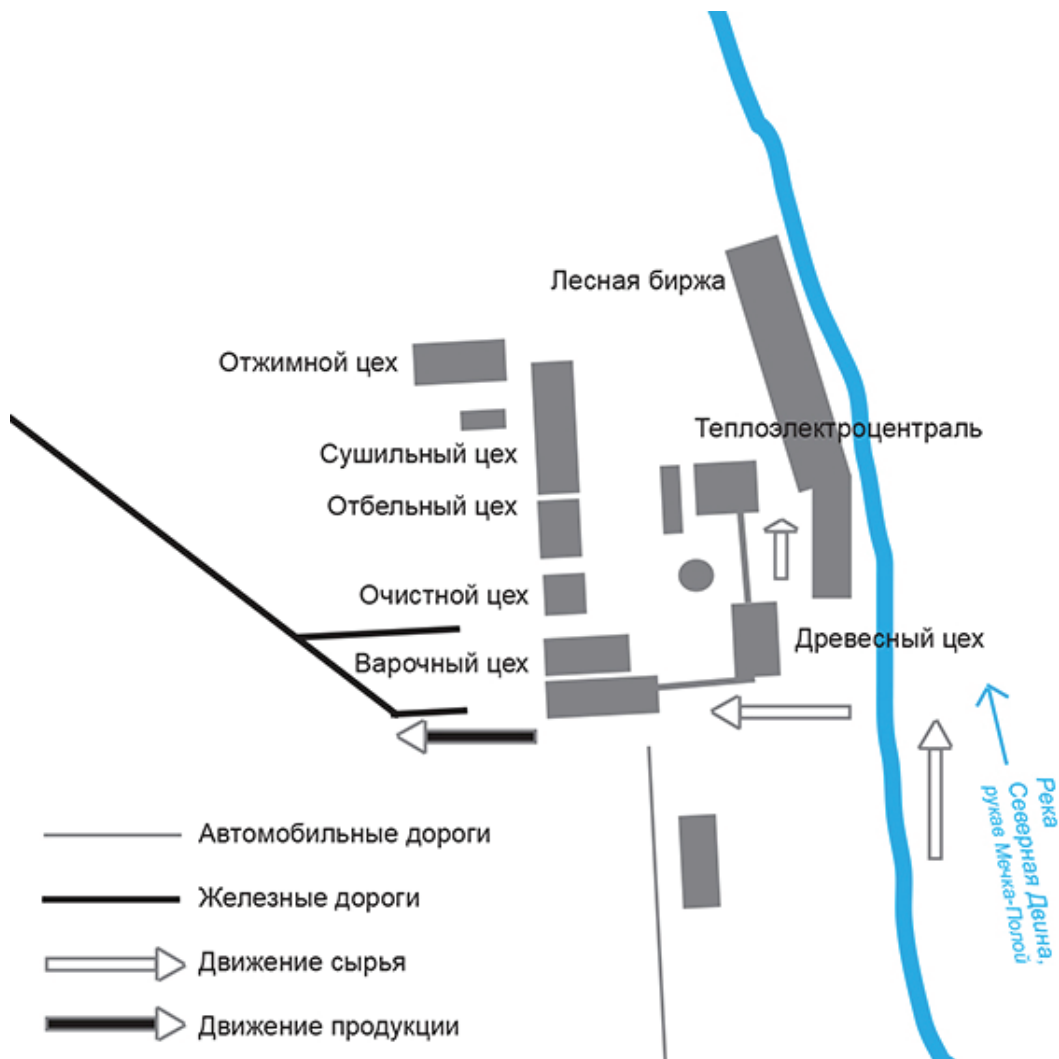 Лесная биржа
Отжимной цех
Теплоэлектроцентраль
Сушильный цех
Отбельный цех
Очистной цех
Древесный цех
Варочный цех
Река
Северная Двина,
рукав Мечка-Полой
Автомобильные дороги
Железные дороги
Движение сырья
Движение продукции